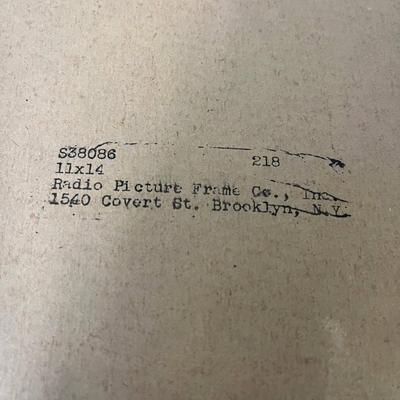 S38086 218
11x14
Radio Picture Frame Co., Inc.
1540 Covert St. Brooklyn, N.Y.